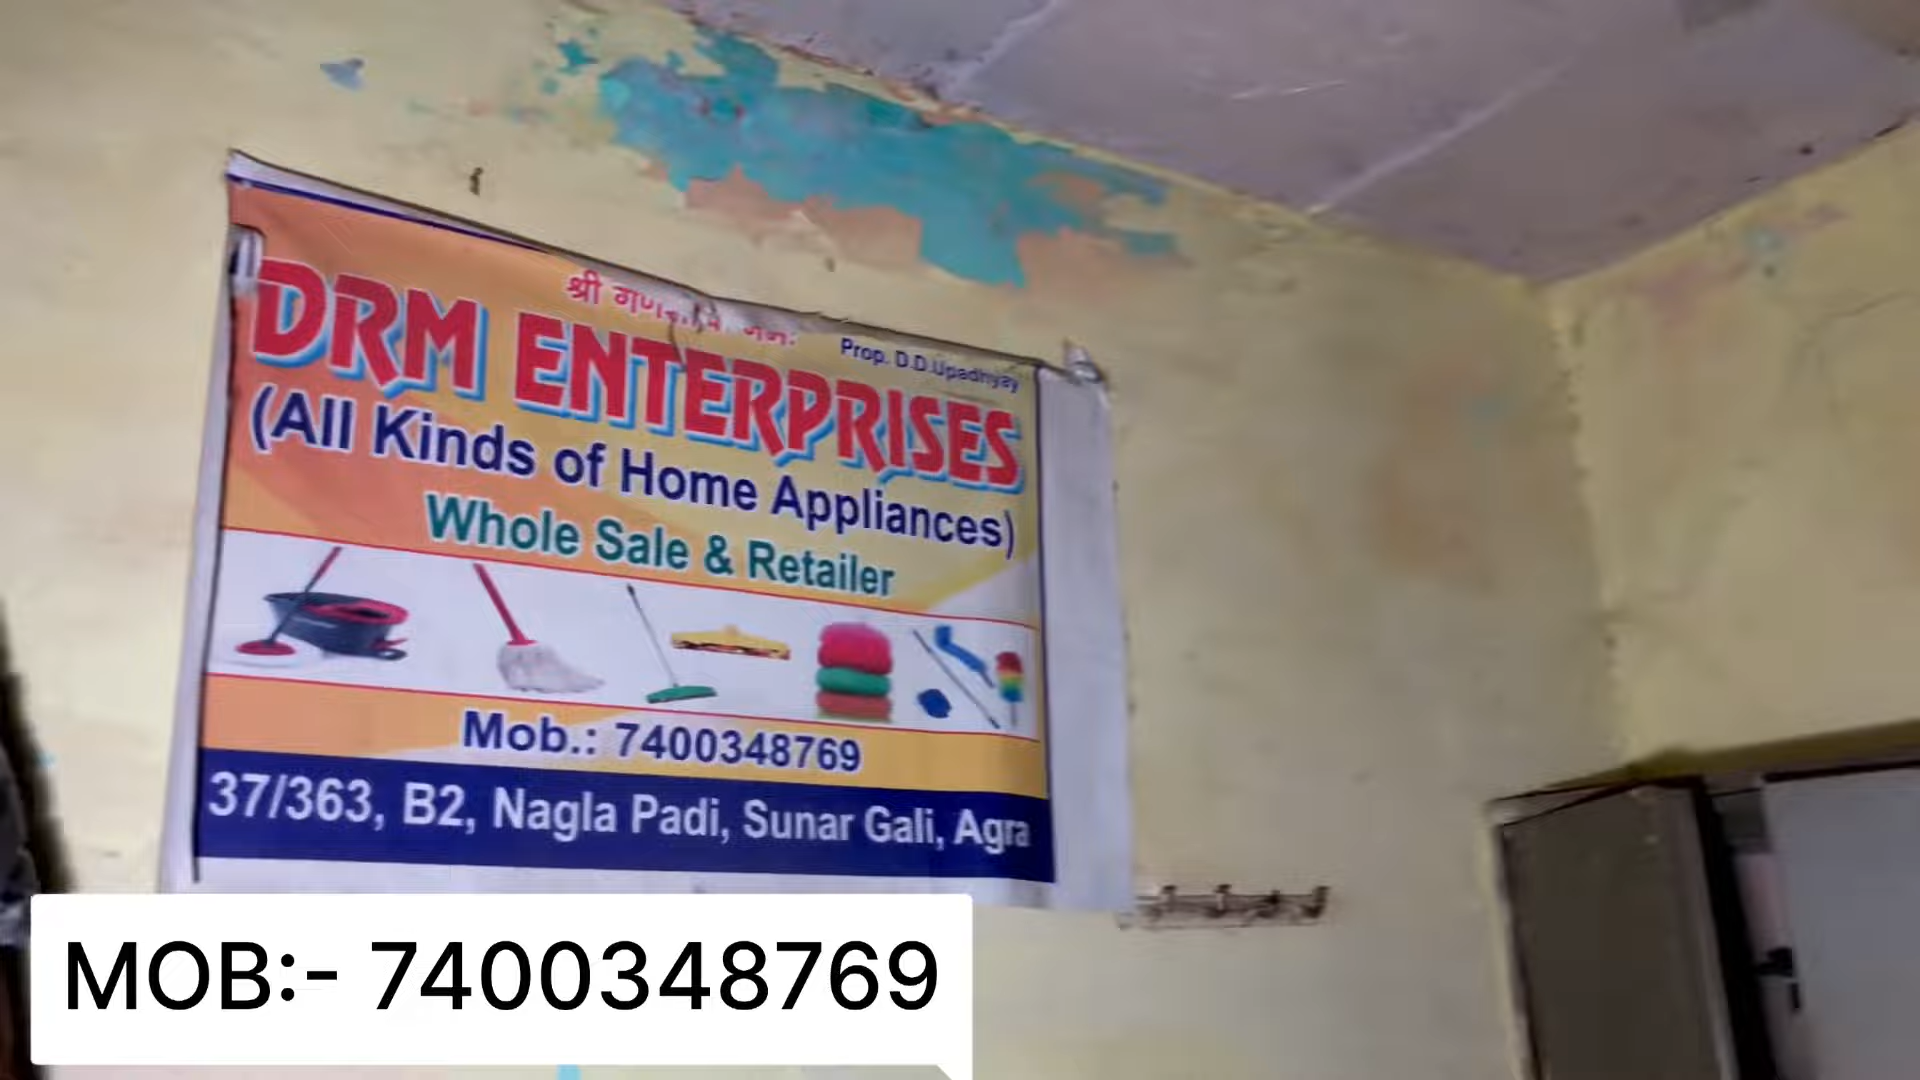 श्री
Prop. D.D.Upadhyay
DRM ENTERPRISES
(All Kinds of Home Appliances)
Whole Sale & Retailer
Mob.: 7400348769
37/363, B2, Nagla Padi, Sunar Gali, Agra
MOB:- 7400348769